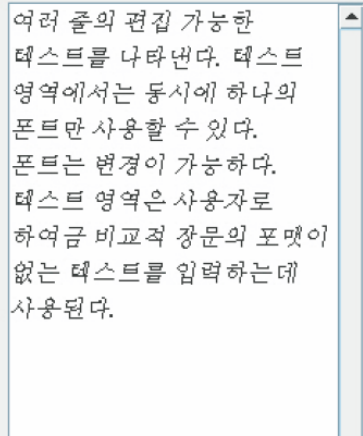 여러 줄의 편집 가능한
텍스트를 나타낸다. 텍스트
영역에서는 동시에 하나의
폰트만 사용할 수 있다.
폰트는 변경이 가능하다.
텍스트 영역은 사용자로
하여금 비교적 장문의 포맷이
없는 텍스트를 입력하는데
사용된다.